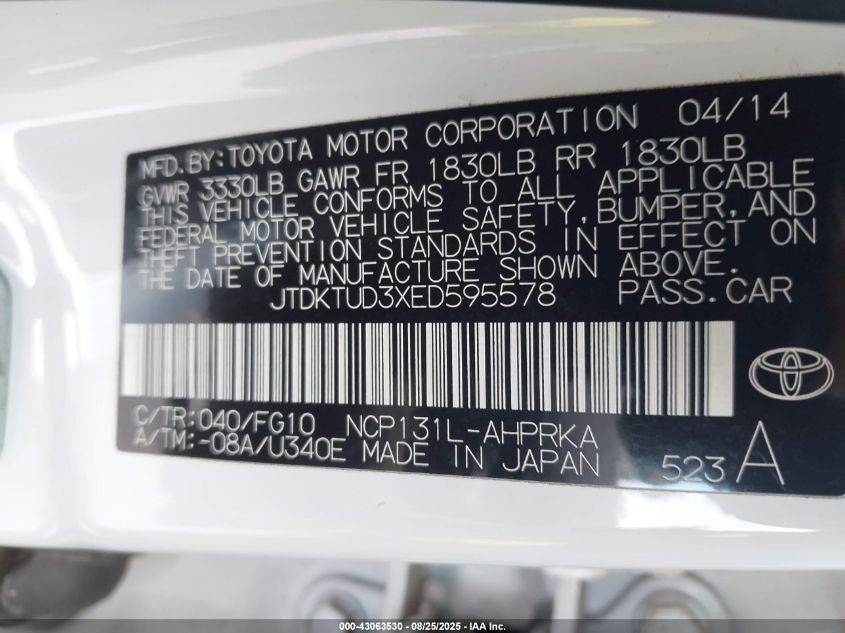 MFD.BY:TOYOTA MOTOR CORPORATION 04/14
GVWR 3330LB GAWR FR 1830LB RR 1830LB
THIS VEHICLE CONFORMS TO ALL APPLICABLE
FEDERAL MOTOR VEHICLE SAFETY, BUMPER, AND
THEFT PREVENTION STANDARDS IN EFFECT ON
THE DATE OF MANUFACTURE SHOWN ABOVE.
JTDKTUD3XED595578 PASS.CAR
C/TR:040/FG10 NCP131L-AHPRKA
A/TM:-08A/U340E MADE IN JAPAN 523 A
000-43063530 - 08/25/2025 - IAA Inc.